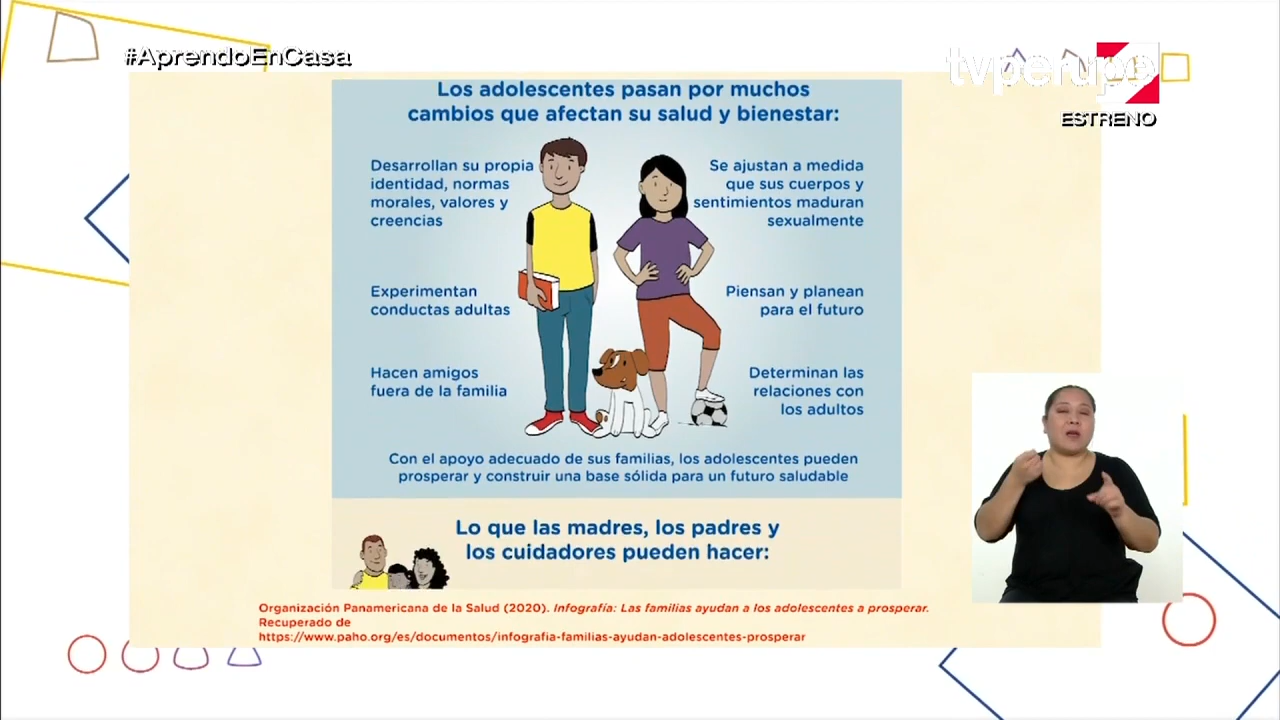 #AprendoEnCasa
tvperupe
ESTRENO
Los adolescentes pasan por muchos
cambios que afectan su salud y bienestar:
Desarrollan su propia
identidad, normas
morales, valores y
creencias
Se ajustan a medida
que sus cuerpos y
sentimientos maduran
sexualmente
Experimentan
conductas adultas
Piensan y planean
para el futuro
Hacen amigos
fuera de la familia
Determinan las
relaciones con
los adultos
Con el apoyo adecuado de sus familias, los adolescentes pueden
prosperar y construir una base sólida para un futuro saludable
Lo que las madres, los padres y
los cuidadores pueden hacer:
Organización Panamericana de la Salud (2020). Infografía: Las familias ayudan a los adolescentes a prosperar.
Recuperado de
https://www.paho.org/es/documentos/infografia-familias-ayudan-adolescentes-prosperar